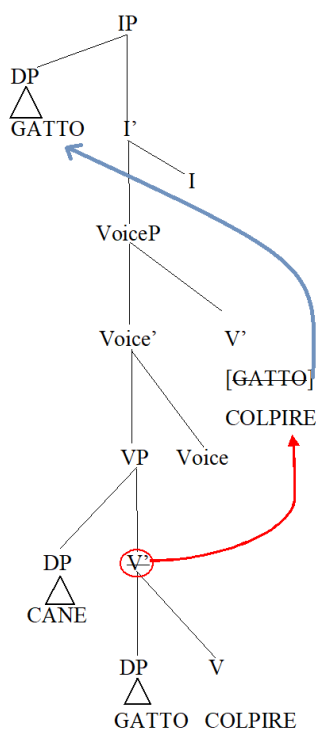 IP
DP
GATTO I’
I
VoiceP
Voice’ V’
[GATTO]
COLPIRE
VP Voice
DP V’
CANE
DP V
GATTO COLPIRE